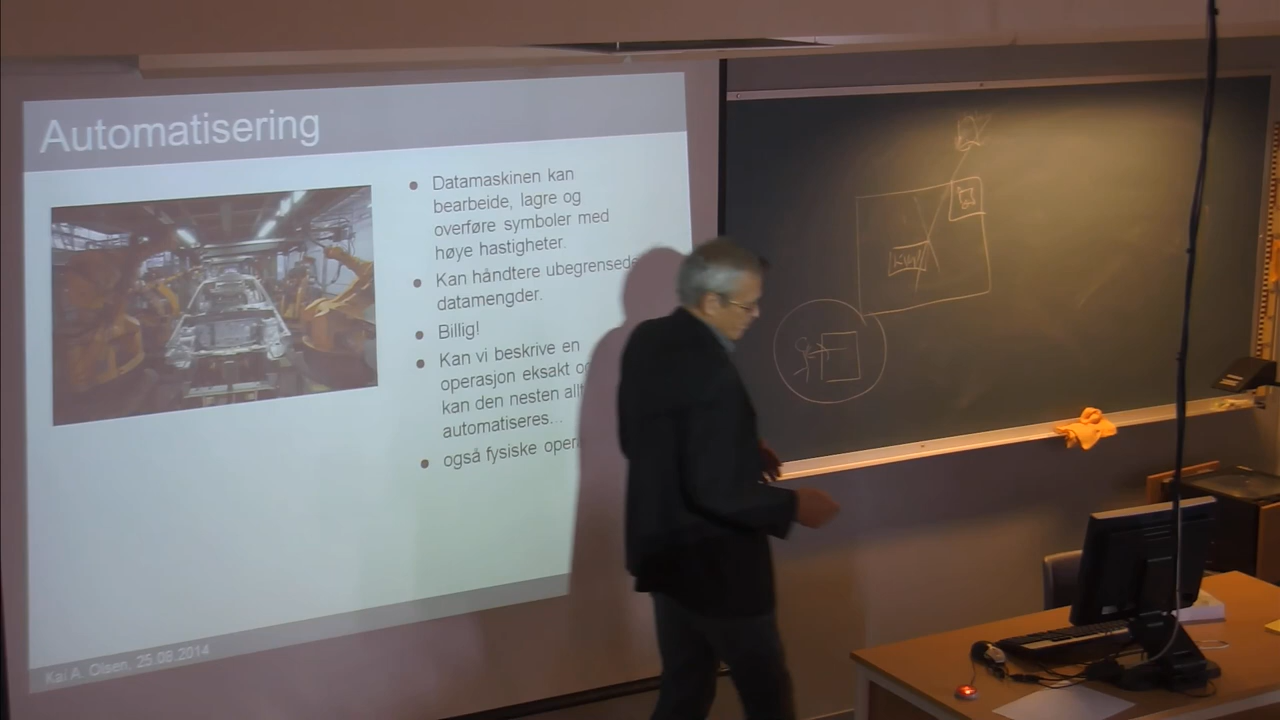 Automatisering
Datamaskinen kan
bearbeide, lagre og
overføre symboler med
høye hastigheter.
Kan håndtere ubegrensede
datamengder.
Billig!
Kan vi beskrive en
operasjon eksakt
kan den nesten
automatiseres...
også fysiske
Kai A. Olsen, 25.08.2014